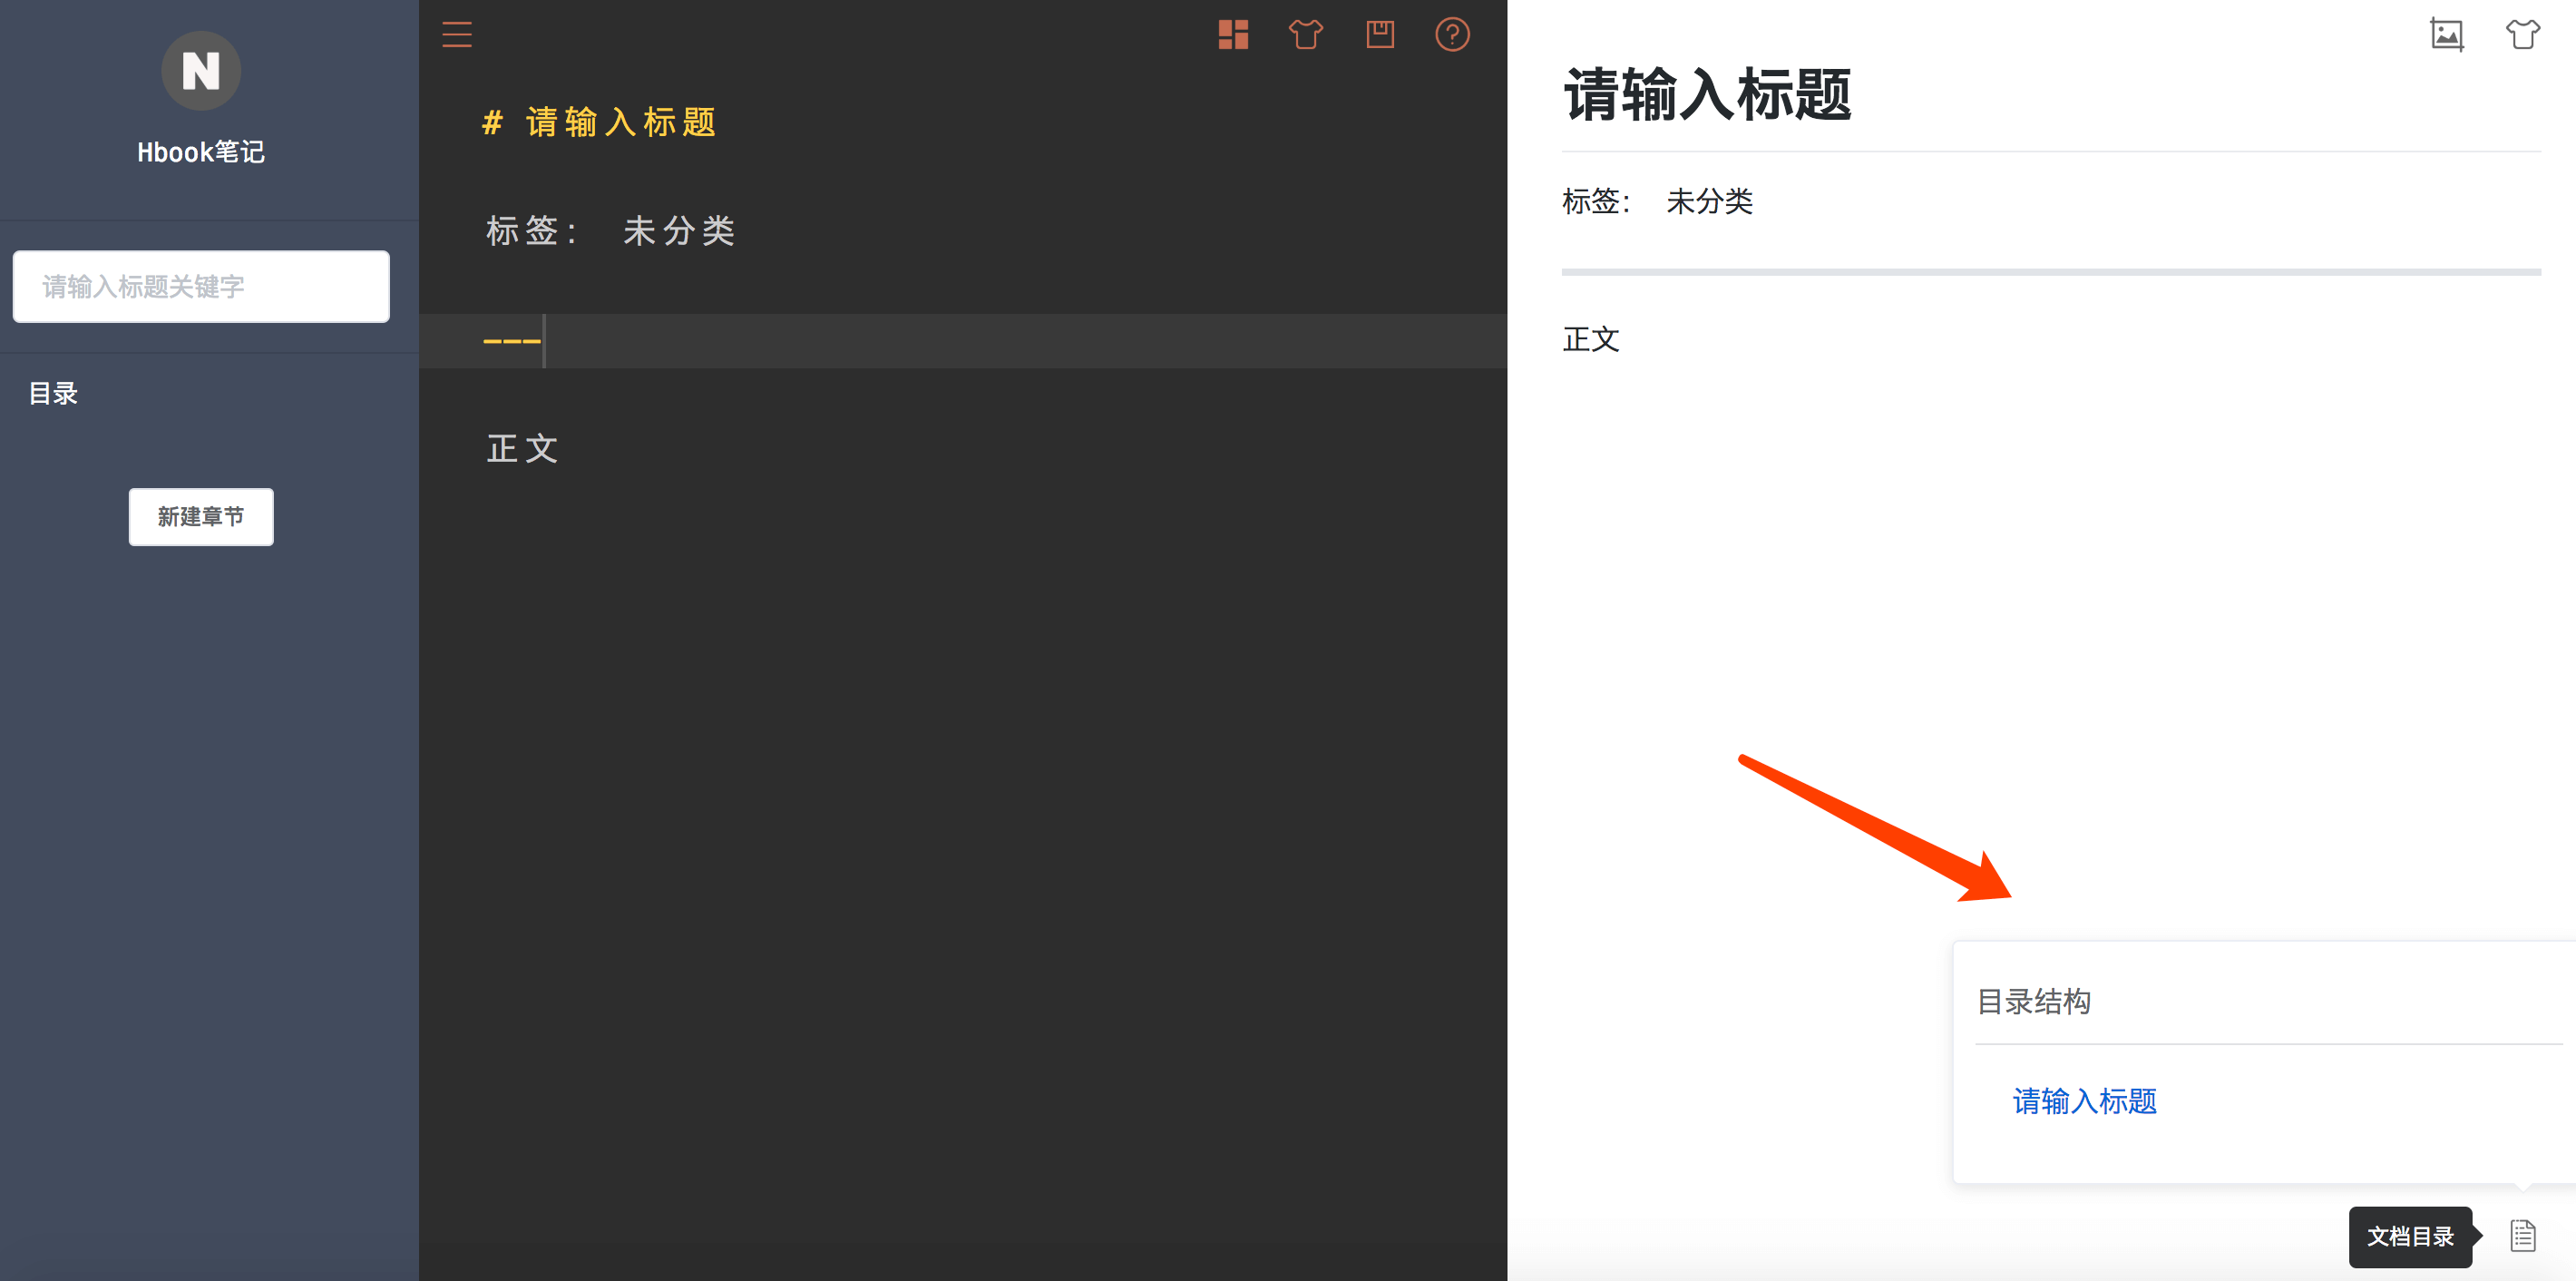 N
Hbook笔记
请输入标题关键字
目录
新建章节
# 请输入标题
标签： 未分类
---
正文
请输入标题
标签： 未分类
正文
目录结构
请输入标题
文档目录